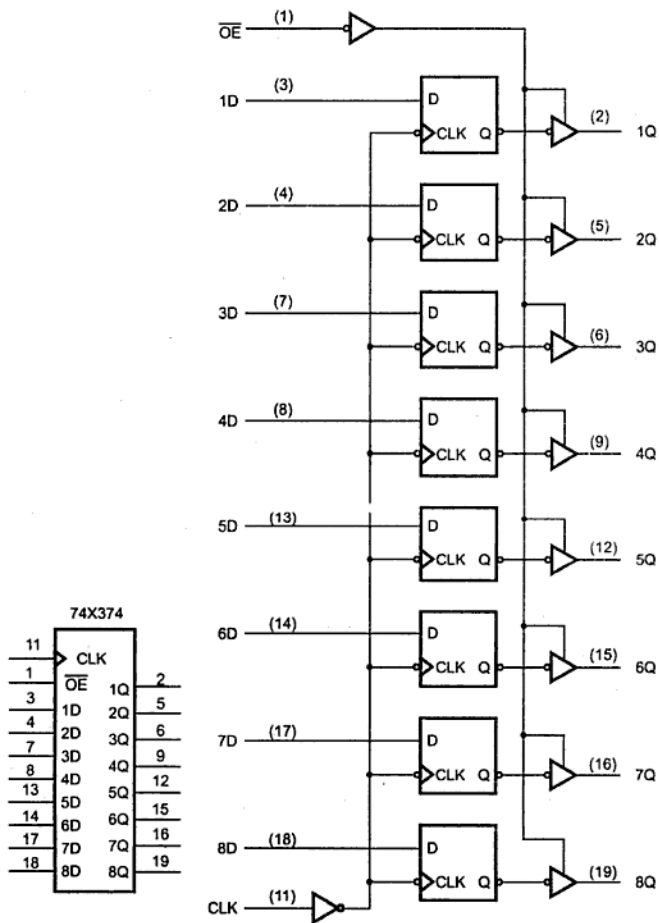 OE (1)
1D (3) D CLK Q (2) 1Q
2D (4) D CLK Q (5) 2Q
3D (7) D CLK Q (6) 3Q
4D (8) D CLK Q (9) 4Q
5D (13) D CLK Q (12) 5Q
6D (14) D CLK Q (15) 6Q
7D (17) D CLK Q (16) 7Q
8D (18) D CLK Q (19) 8Q
CLK (11)
74X374
11 CLK
1 OE 1Q 2
3 1D 2Q 5
4 2D 3Q 6
7 3D 4Q 9
8 4D 5Q 12
13 5D 6Q 15
14 6D 7Q 16
17 7D 8Q 19
18 8D